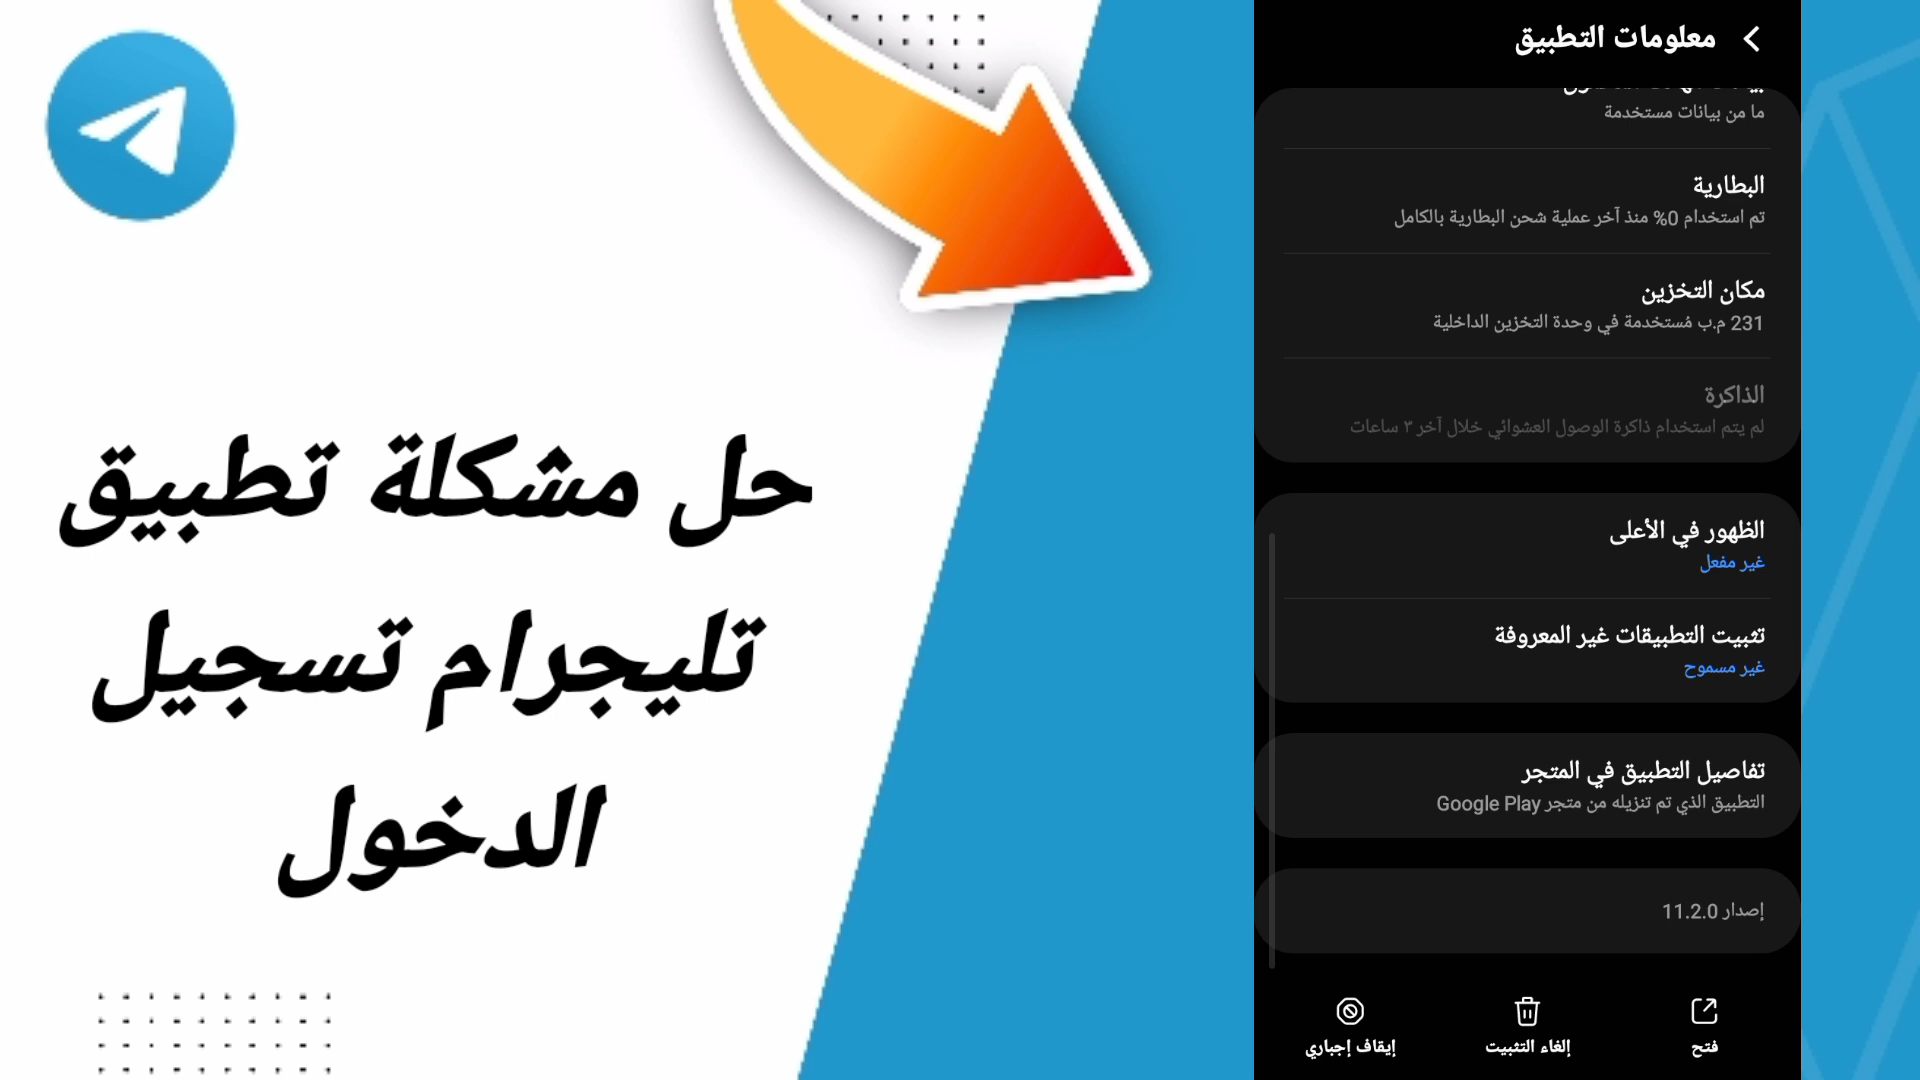 حل مشكلة تطبيق
تليجرام تسجيل
الدخول
معلومات التطبيق
ما من بيانات مستخدمة
البطارية
تم استخدام 0% منذ آخر عملية شحن البطارية بالكامل
مكان التخزين
231 م.ب مُستخدمة في وحدة التخزين الداخلية
الذاكرة
لم يتم استخدام ذاكرة الوصول العشوائي خلال آخر ٣ ساعات
الظهور في الأعلى
غير مفعل
تثبيت التطبيقات غير المعروفة
غير مسموح
تفاصيل التطبيق في المتجر
التطبيق الذي تم تنزيله من متجر Google Play
إصدار 11.2.0
فتح
إلغاء التثبيت
إيقاف إجباري